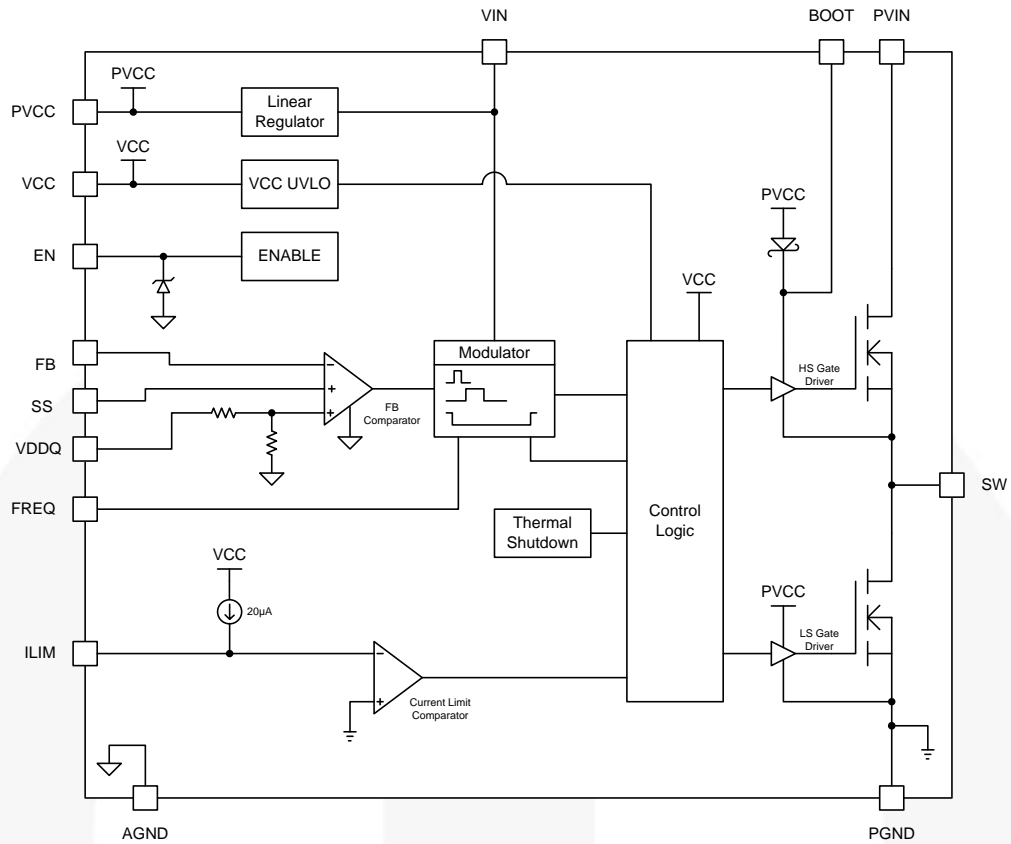 VIN
BOOT
PVIN
PVCC
PVCC
Linear
Regulator
VCC
VCC
VCC UVLO
PVCC
EN
ENABLE
VCC
FB
Modulator
HS Gate
Driver
SS
FB
Comparator
VDDQ
SW
FREQ
Thermal
Shutdown
Control
Logic
VCC
20µA
PVCC
ILIM
LS Gate
Driver
Current Limit
Comparator
AGND
PGND